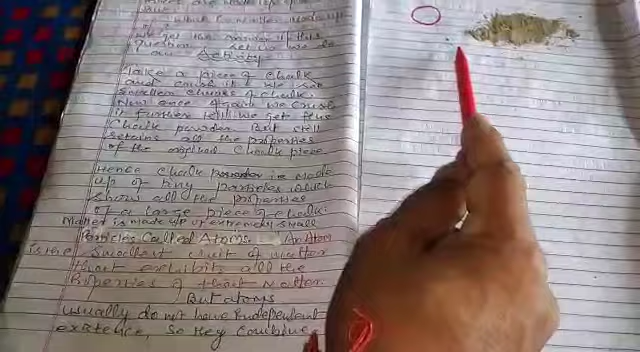 what is matter made up
of ?
We get the answer of this
question let us do
an Activity
Take a piece of chalk
and crush it. We get
smaller chunks of chalk.
Now once again we crush
it further till we get fine
Chalk powder. But still
retains all the properties
of the original chalk piece
Hence chalk powder is made
up of tiny particles which
shows all the properties
of a large piece of chalk.
Matter is made up of extremely small
Particles Called Atoms. An Atom
is the smallest unit of matter
that exhibits all the
Properties of that matter.
But atoms
usually do not have independent
existence, So they combine